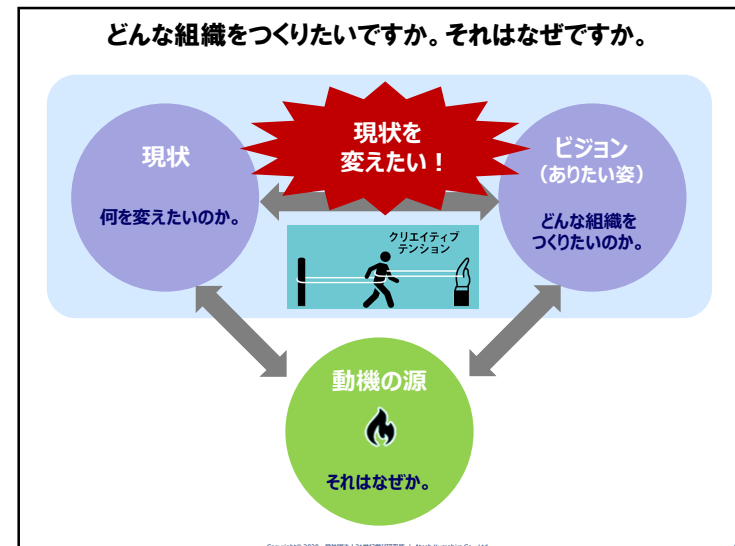 どんな組織をつくりたいですか。それはなぜですか。
現状を
変えたい！
現状
何を変えたいのか。
ビジョン
（ありたい姿）
どんな組織を
つくりたいのか。
クリエイティブ
テンション
動機の源
それはなぜか。